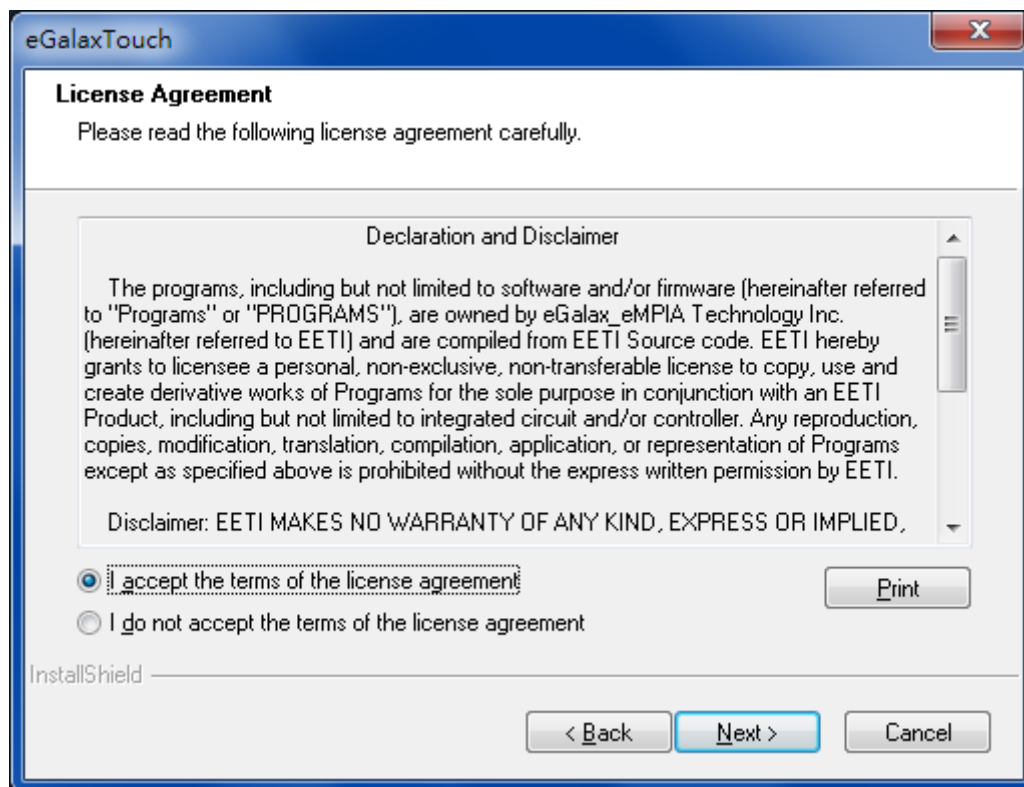 eGalaxTouch
License Agreement
Please read the following license agreement carefully.
Declaration and Disclaimer
The programs, including but not limited to software and/or firmware (hereinafter referred
to "Programs" or "PROGRAMS"), are owned by eGalax_eMPIA Technology Inc.
(hereinafter referred to EETI) and are compiled from EETI Source code. EETI hereby
grants to licensee a personal, non-exclusive, non-transferable license to copy, use and
create derivative works of Programs for the sole purpose in conjunction with an EETI
Product, including but not limited to integrated circuit and/or controller. Any reproduction,
copies, modification, translation, compilation, application, or representation of Programs
except as specified above is prohibited without the express written permission by EETI.
Disclaimer: EETI MAKES NO WARRANTY OF ANY KIND, EXPRESS OR IMPLIED,
I accept the terms of the license agreement
Print
I do not accept the terms of the license agreement
InstallShield
< Back
Next >
Cancel